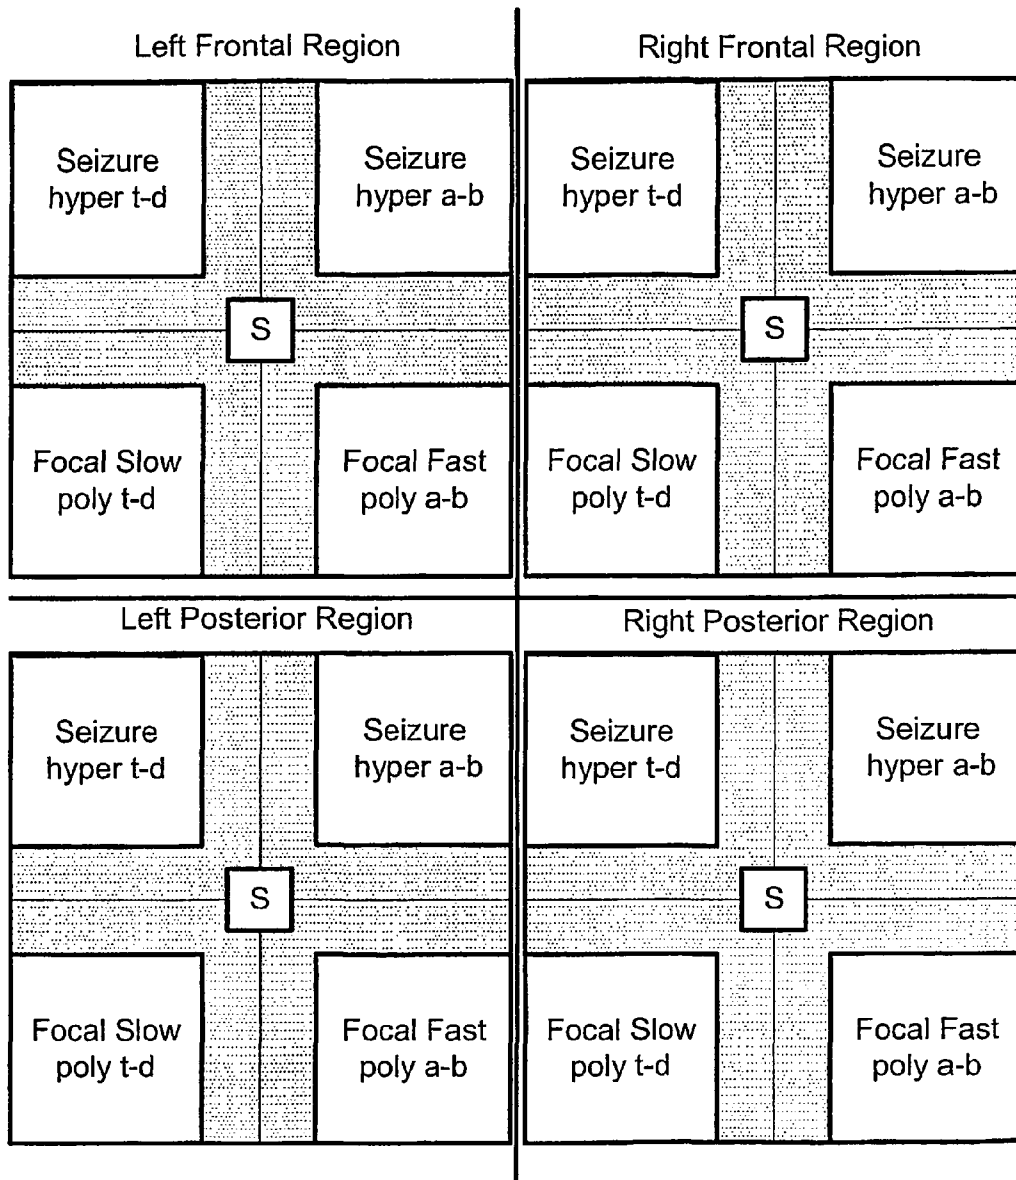 Left Frontal Region
Seizure
hyper t-d
Seizure
hyper a-b
S
Focal Slow
poly t-d
Focal Fast
poly a-b
Right Frontal Region
Seizure
hyper t-d
Seizure
hyper a-b
S
Focal Slow
poly t-d
Focal Fast
poly a-b
Left Posterior Region
Seizure
hyper t-d
Seizure
hyper a-b
S
Focal Slow
poly t-d
Focal Fast
poly a-b
Right Posterior Region
Seizure
hyper t-d
Seizure
hyper a-b
S
Focal Slow
poly t-d
Focal Fast
poly a-b